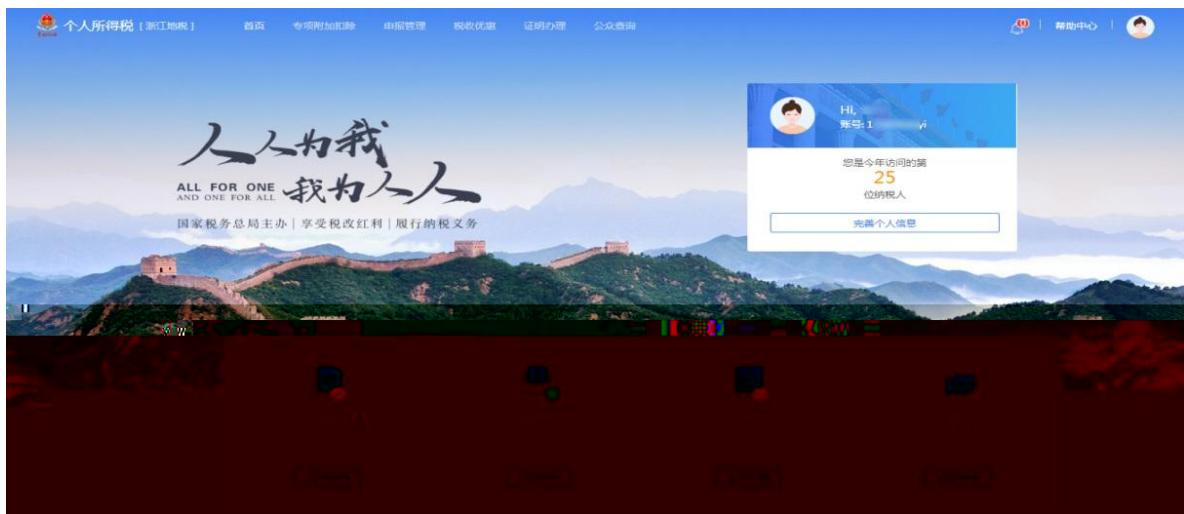 个人所得税 [ 浙江地税 ] 首页 专项附加扣除 申报管理 税收优惠 证明办理 公众查询 帮助中心
人人为我
ALL FOR ONE
AND ONE FOR ALL
我为人人
国家税务总局主办 | 享受税改红利 | 履行纳税义务
Hi,
账号: 1 yi
您是今年访问的第
25
位纳税人
完善个人信息